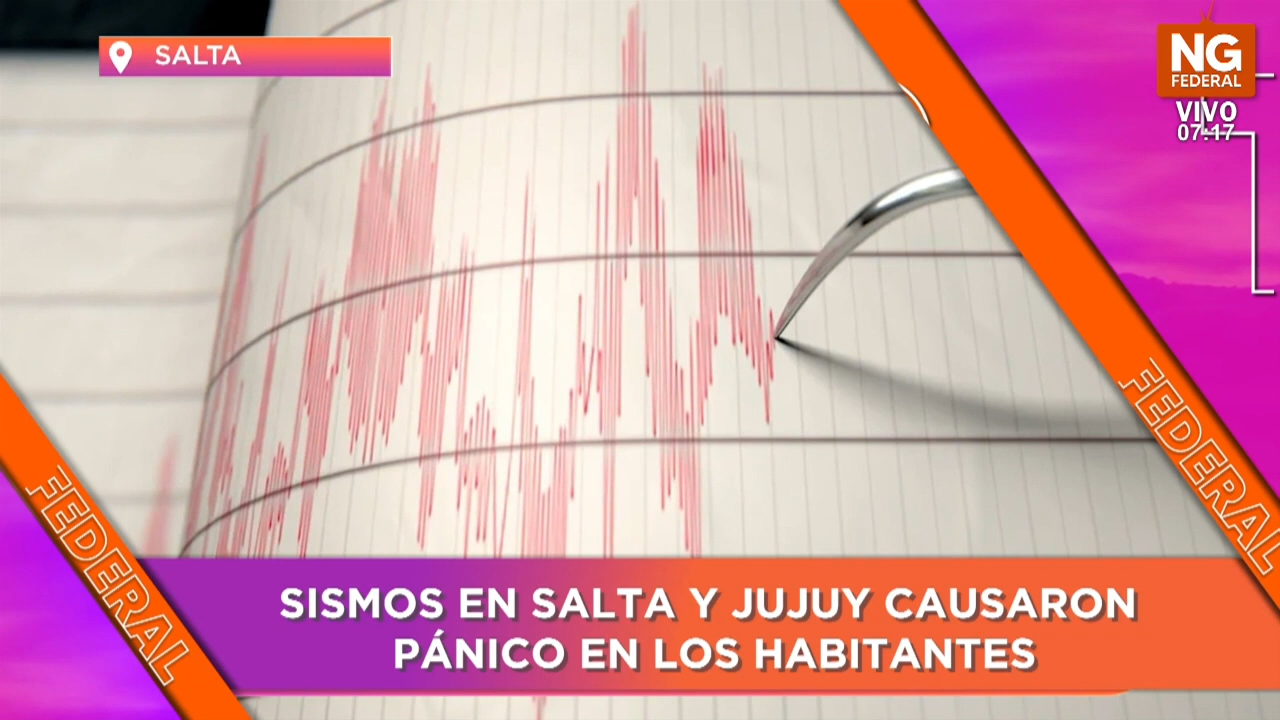 SALTA
NG
FEDERAL
VIVO
07:17
FEDERAL
FEDERAL
SISMOS EN SALTA Y JUJUY CAUSARON
PÁNICO EN LOS HABITANTES